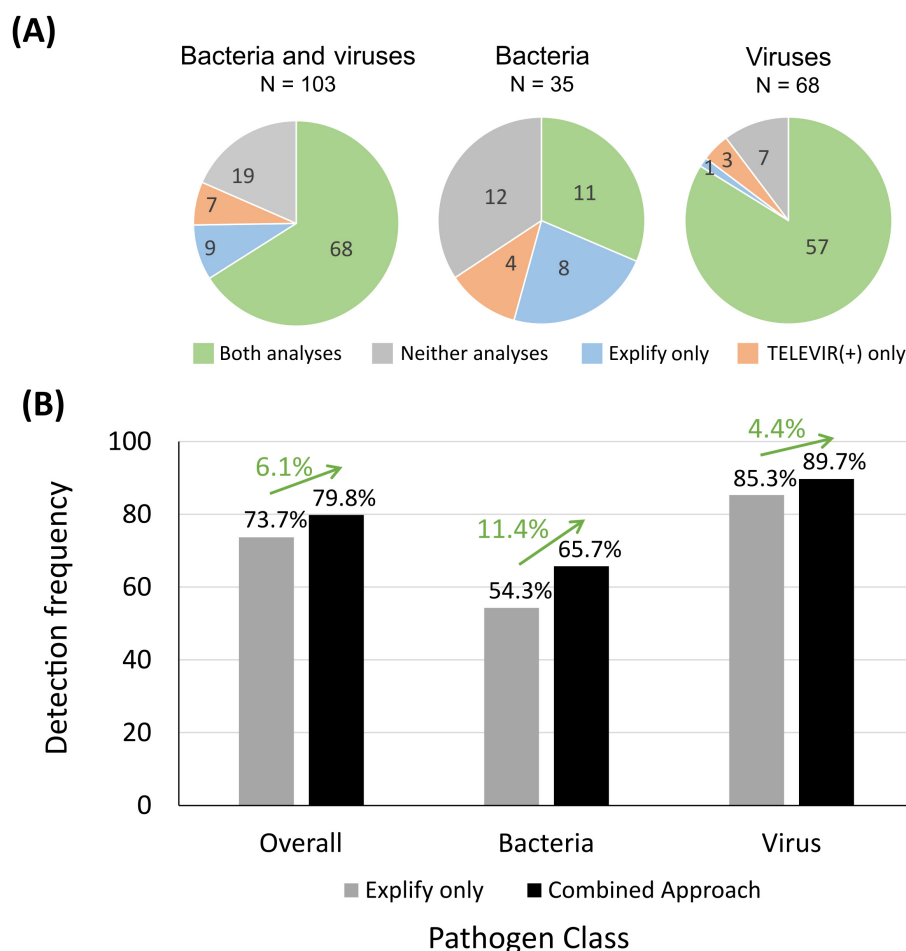 (A)
Bacteria and viruses
N = 103
Bacteria
N = 35
Viruses
N = 68
19
7
9
68
12
11
4
8
1
3
7
57
Both analyses
Neither analyses
Explify only
TELEVIR(+) only
(B)
Detection frequency
100
80
60
40
20
0
6.1%
73.7%
79.8%
11.4%
54.3%
65.7%
4.4%
85.3%
89.7%
Overall
Bacteria
Virus
Explify only
Combined Approach
Pathogen Class